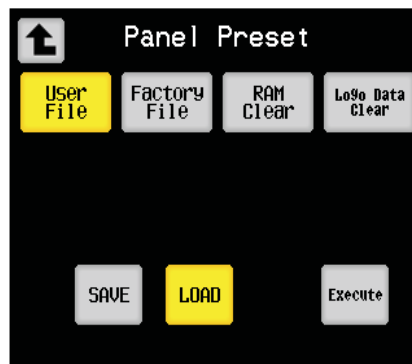 Panel Preset
User
File
Factory
File
RAM
Clear
Logo Data
Clear
SAVE
LOAD
Execute